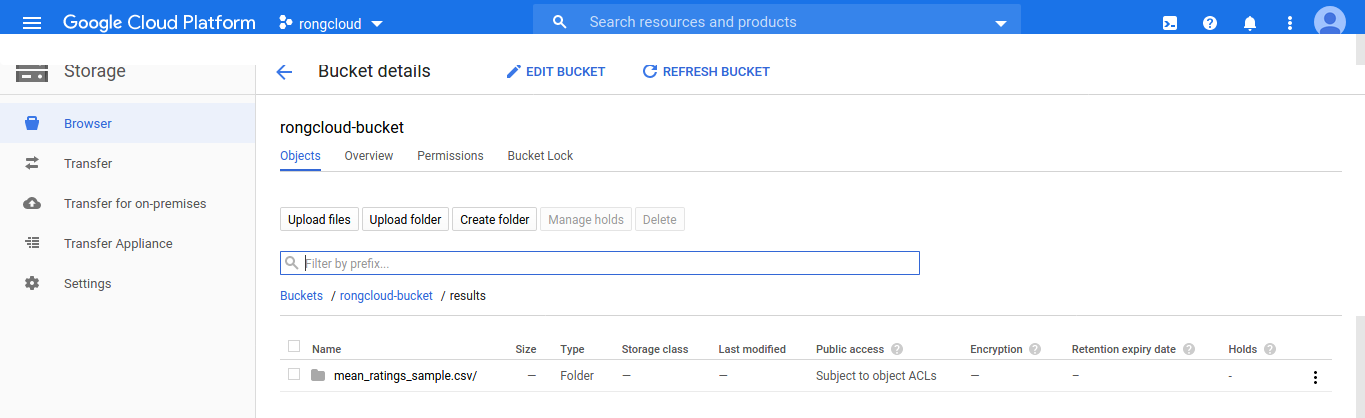 Google Cloud Platform rongcloud Search resources and products
Storage Bucket details EDIT BUCKET REFRESH BUCKET
Browser
Transfer
Transfer for on-premises
Transfer Appliance
Settings
rongcloud-bucket
Objects Overview Permissions Bucket Lock
Upload files Upload folder Create folder Manage holds Delete
Filter by prefix...
Buckets / rongcloud-bucket / results
Name Size Type Storage class Last modified Public access Encryption Retention expiry date Holds
mean_ratings_sample.csv/ — Folder — — Subject to object ACLs — – -